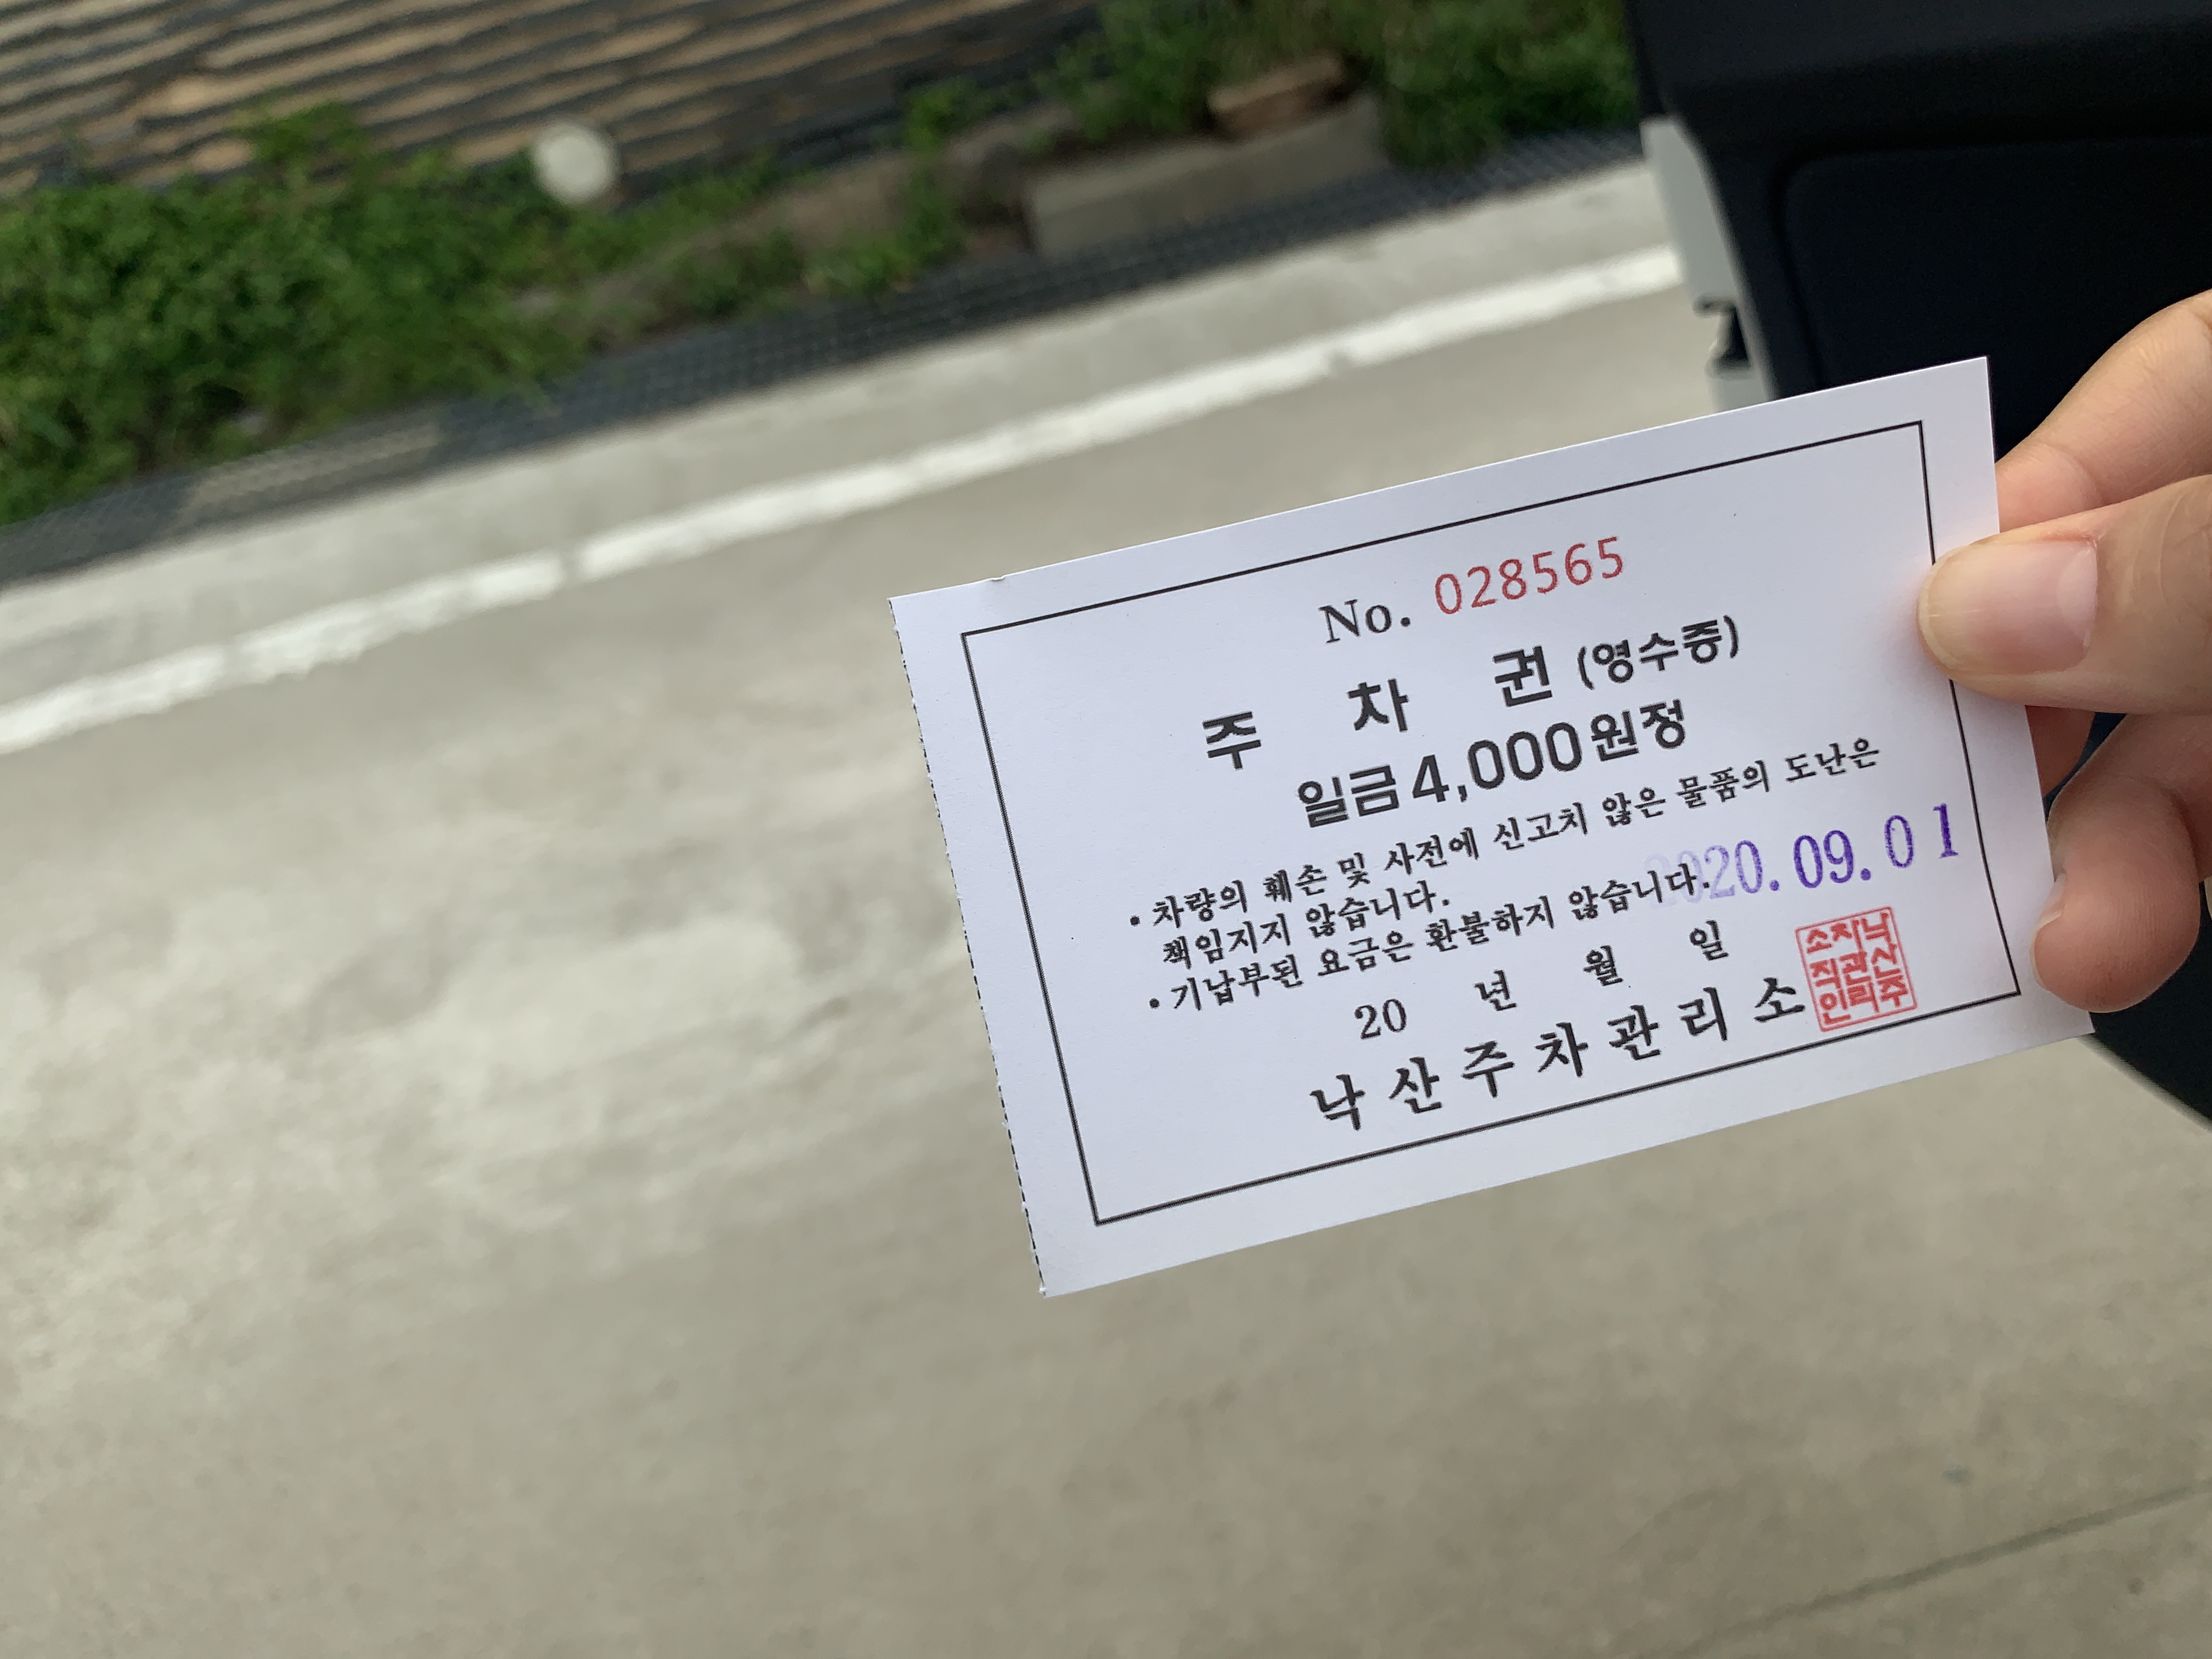 No. 028565
주 차 권 (영수증)
일금 4,000원정
• 차량의 훼손 및 사전에 신고치 않은 물품의 도난은
책임지지 않습니다.
• 기납부된 요금은 환불하지 않습니다.
2020. 09. 01
20 년 월 일
낙산주차관리소
낙산주
차관리
소직인